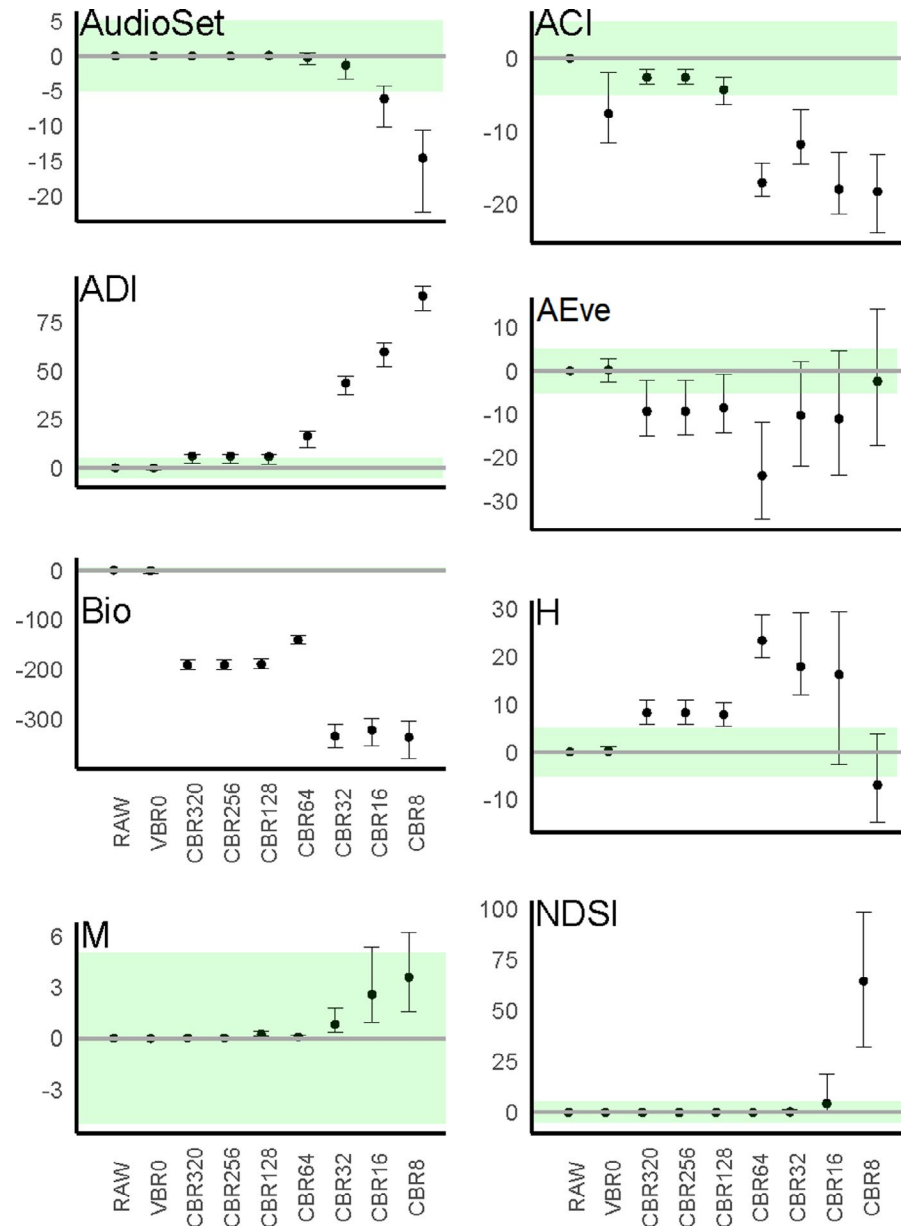 AudioSet
5
0
-5
-10
-15
-20
ACI
0
-10
-20
ADI
75
50
25
0
AEve
10
0
-10
-20
-30
Bio
0
-100
-200
-300
RAW
VBR0
CBR320
CBR256
CBR128
CBR64
CBR32
CBR16
CBR8
H
30
20
10
0
-10
M
6
3
0
-3
RAW
VBR0
CBR320
CBR256
CBR128
CBR64
CBR32
CBR16
CBR8
NDSI
100
75
50
25
0
RAW
VBR0
CBR320
CBR256
CBR128
CBR64
CBR32
CBR16
CBR8